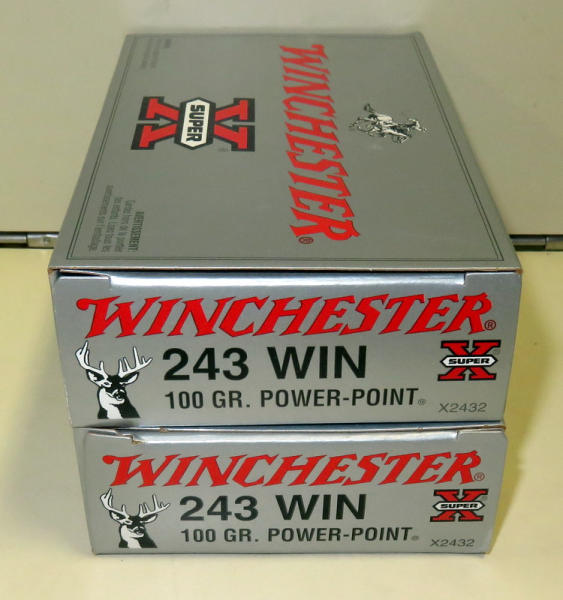 WINCHESTER®
X
SUPER
AVERTISSEMENT:
WINCHESTER®
243 WIN
100 GR. POWER-POINT®
X
SUPER
X2432
WINCHESTER®
243 WIN
100 GR. POWER-POINT®
X
SUPER
X2432